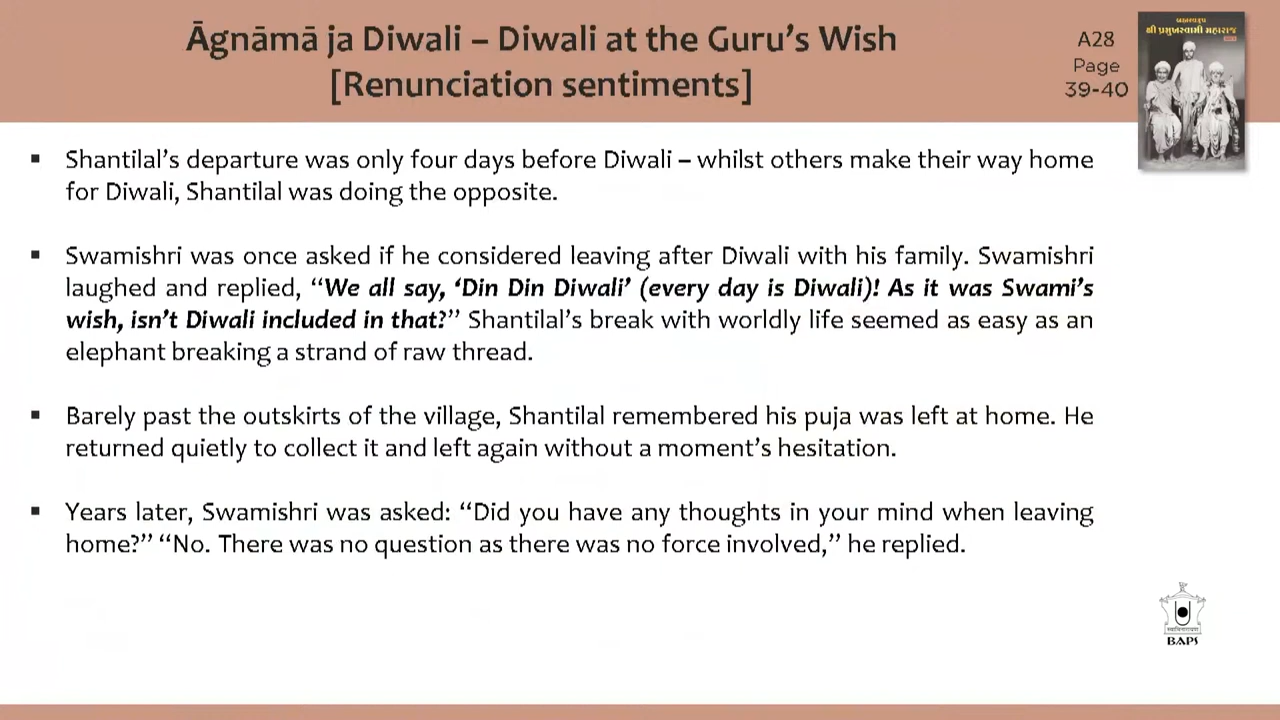 Āgnāmā ja Diwali – Diwali at the Guru's Wish
[Renunciation sentiments]
A28
Page
39-40
શ્રી પ્રમુખસ્વામી મહારાજ
▪ Shantilal's departure was only four days before Diwali – whilst others make their way home
for Diwali, Shantilal was doing the opposite.
▪ Swamishri was once asked if he considered leaving after Diwali with his family. Swamishri
laughed and replied, “We all say, ‘Din Din Diwali’ (every day is Diwali)! As it was Swami’s
wish, isn’t Diwali included in that?” Shantilal’s break with worldly life seemed as easy as an
elephant breaking a strand of raw thread.
▪ Barely past the outskirts of the village, Shantilal remembered his puja was left at home. He
returned quietly to collect it and left again without a moment’s hesitation.
▪ Years later, Swamishri was asked: “Did you have any thoughts in your mind when leaving
home?” “No. There was no question as there was no force involved,” he replied.
BAPS